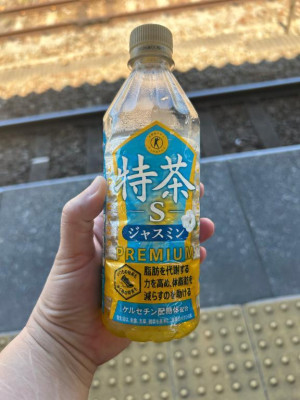 特茶
S
ジャスミン
PREMIUM
脂肪を代謝する
力を高め、体脂肪を
減らすのを助ける
ケルセチン配糖体配合